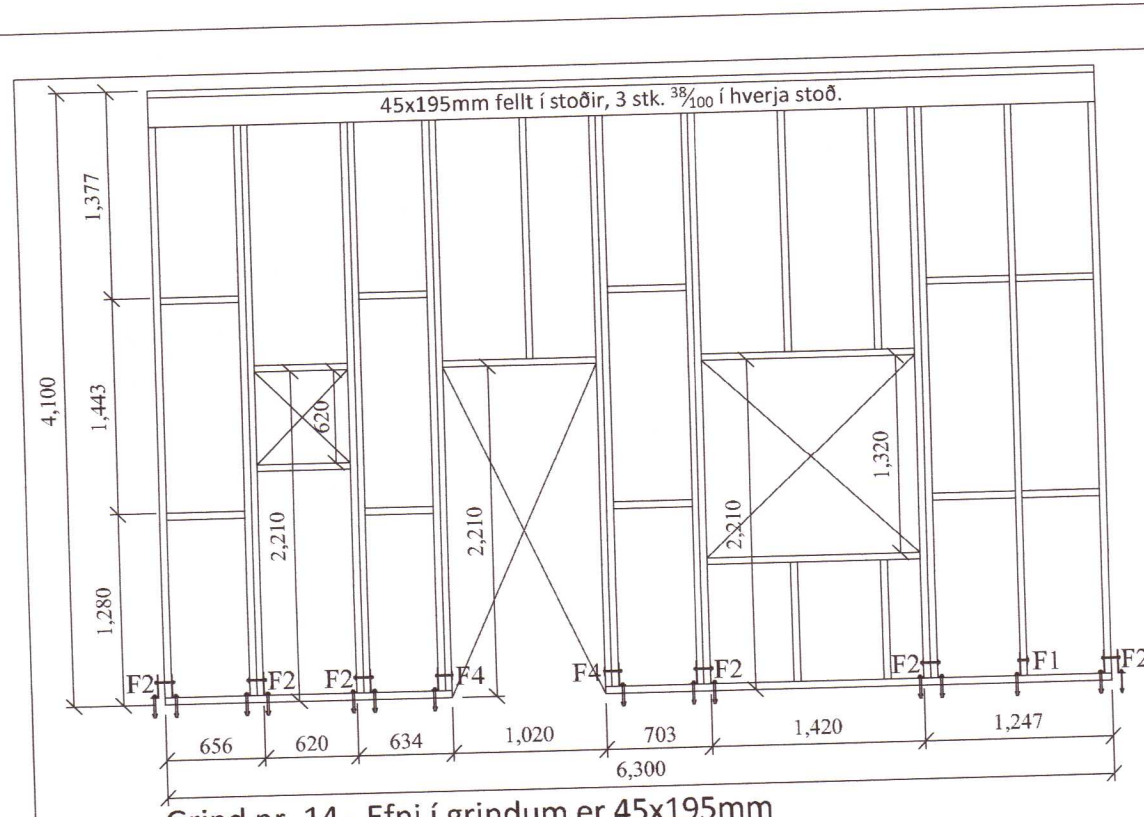 45x195mm fellt í stoðir, 3 stk. 38/100 í hverja stoð.
1,377
4,100
1,443
620
1,320
2,210
2,210
2,210
1,280
F2
F2
F2
F4
F4
F2
F2
F1
F2
656
620
634
1,020
703
1,420
1,247
6,300
Grind nr. 14 - Efni í grindum er 45x195mm